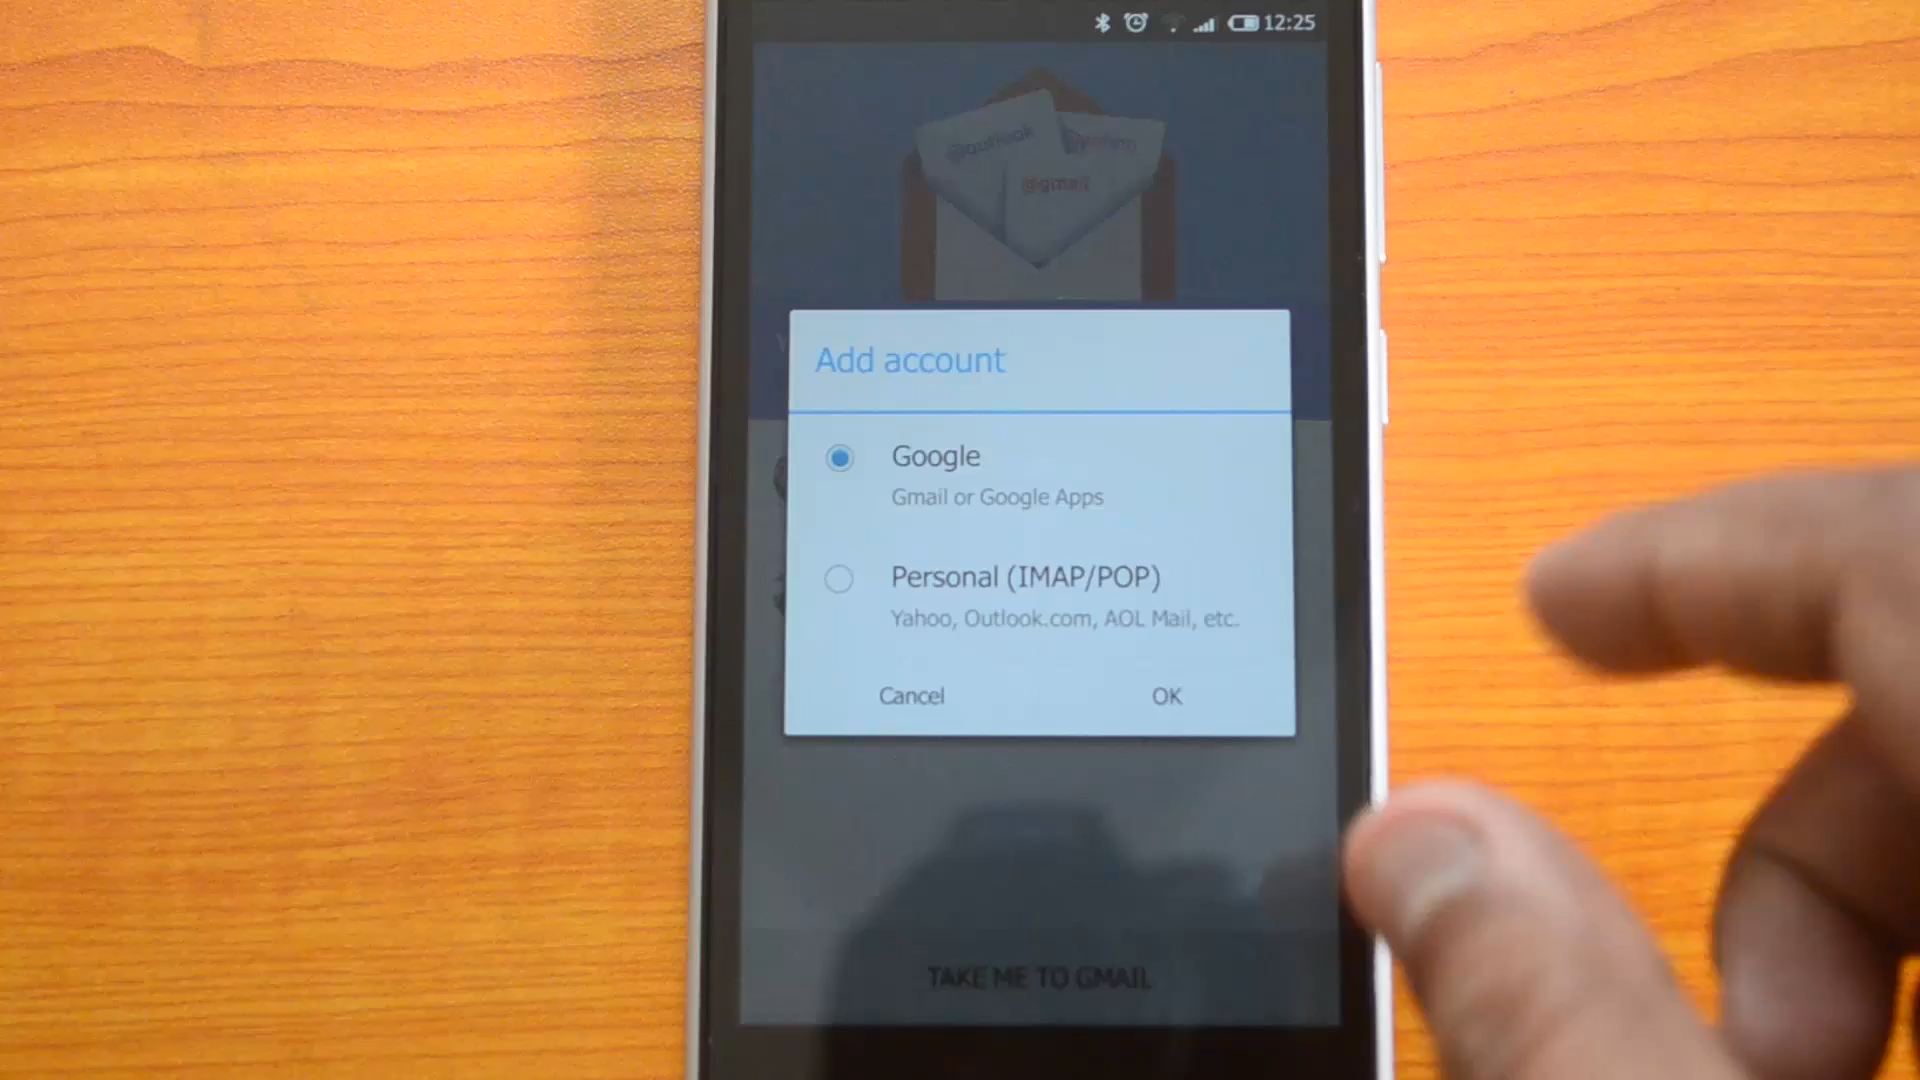 12:25
@outlook
@yahoo
@gmail
Add account
Google
Gmail or Google Apps
Personal (IMAP/POP)
Yahoo, Outlook.com, AOL Mail, etc.
Cancel OK
TAKE ME TO GMAIL